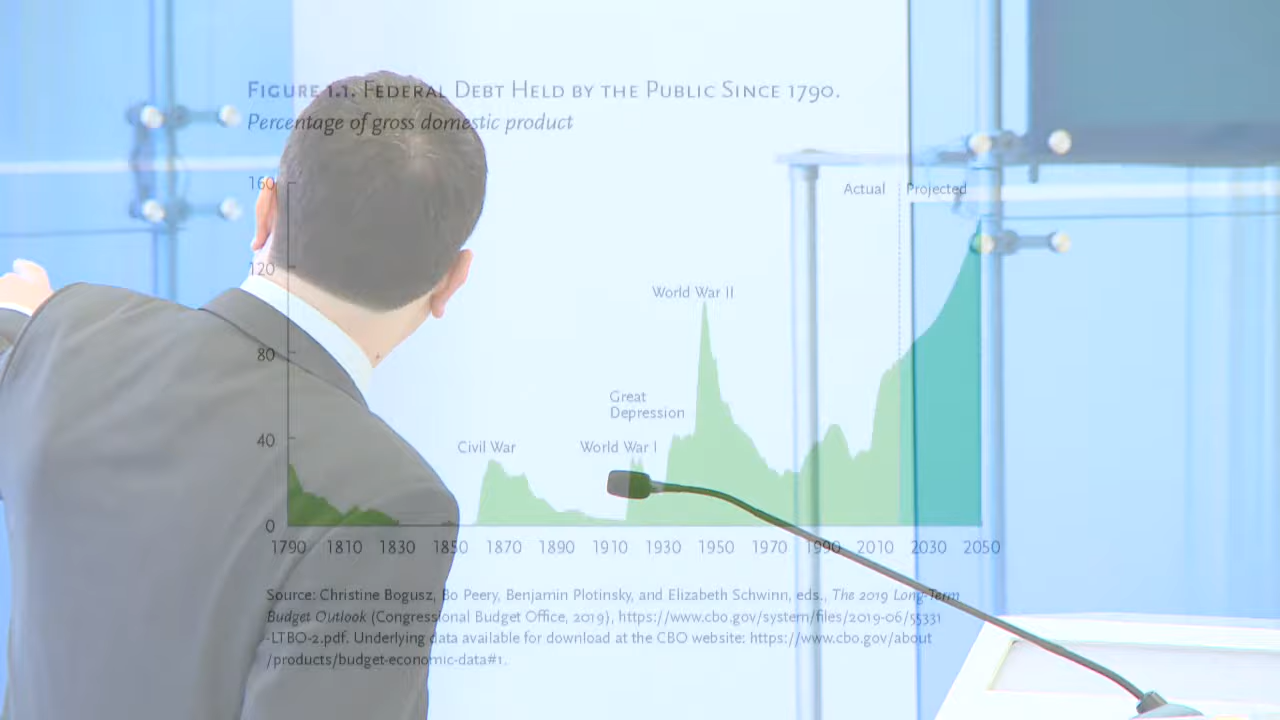 Figure 1.1. Federal Debt Held by the Public Since 1790.
Percentage of gross domestic product
160
Actual Projected
120
World War II
80
Great
Depression
40
Civil War World War I
0
1790 1810 1830 1850 1870 1890 1910 1930 1950 1970 1990 2010 2030 2050
Source: Christine Bogusz, Bo Peery, Benjamin Plotinsky, and Elizabeth Schwinn, eds., The 2019 Long-Term
Budget Outlook (Congressional Budget Office, 2019), https://www.cbo.gov/system/files/2019-06/55331
-LTBO-2.pdf. Underlying data available for download at the CBO website: https://www.cbo.gov/about
/products/budget-economic-data#1.